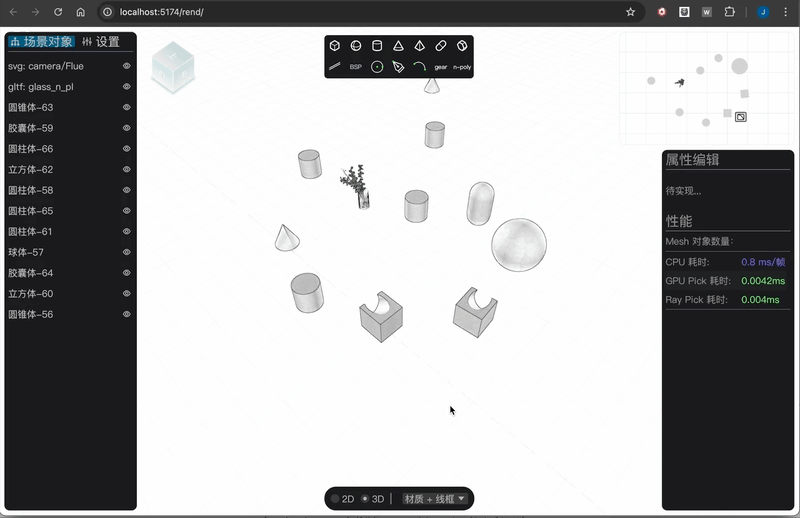 localhost:5174/rend/
W
J
场景对象
设置
svg: camera/Flue
gltf: glass_n_pl
圆锥体-63
胶囊体-59
圆柱体-66
立方体-62
圆柱体-58
圆柱体-65
圆柱体-61
球体-57
胶囊体-64
立方体-60
圆锥体-56
BSP
gear
n-poly
属性编辑
待实现...
性能
Mesh 对象数量:
CPU 耗时: 0.8 ms/帧
GPU Pick 耗时: 0.0042ms
Ray Pick 耗时: 0.004ms
2D
3D
材质 + 线框